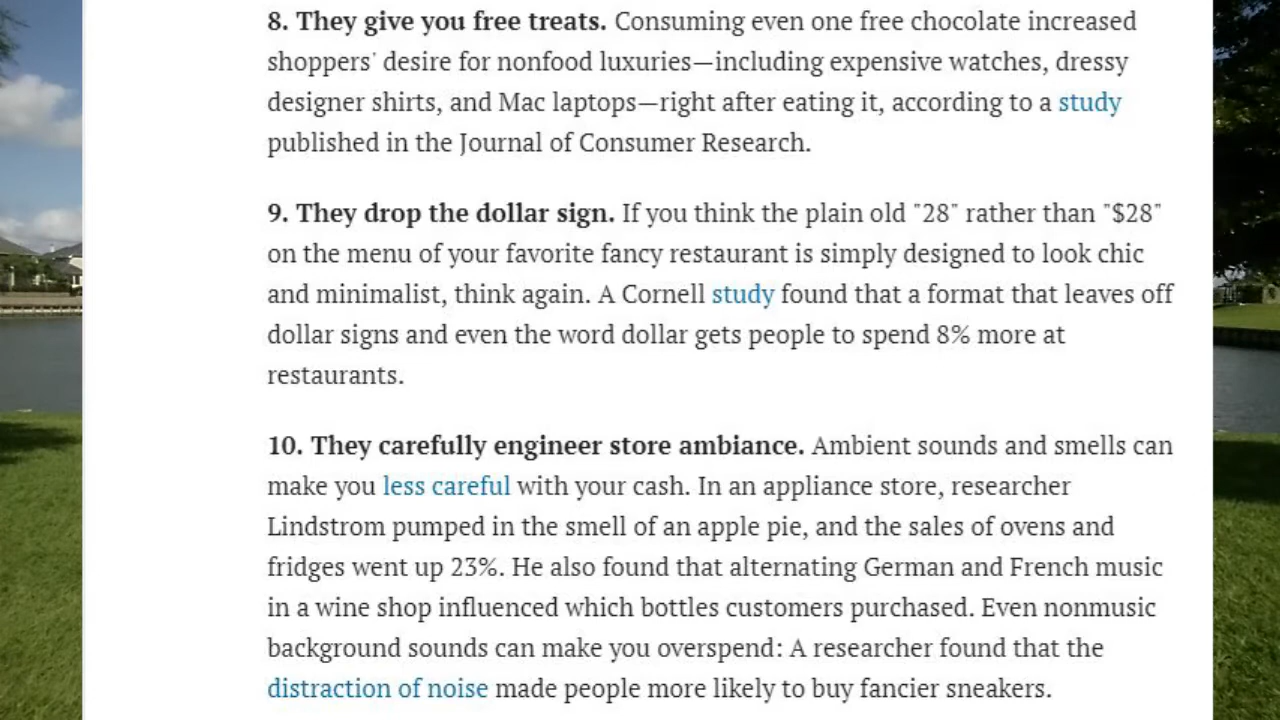 8. They give you free treats. Consuming even one free chocolate increased
shoppers' desire for nonfood luxuries—including expensive watches, dressy
designer shirts, and Mac laptops—right after eating it, according to a study
published in the Journal of Consumer Research.
9. They drop the dollar sign. If you think the plain old "28" rather than "$28"
on the menu of your favorite fancy restaurant is simply designed to look chic
and minimalist, think again. A Cornell study found that a format that leaves off
dollar signs and even the word dollar gets people to spend 8% more at
restaurants.
10. They carefully engineer store ambiance. Ambient sounds and smells can
make you less careful with your cash. In an appliance store, researcher
Lindstrom pumped in the smell of an apple pie, and the sales of ovens and
fridges went up 23%. He also found that alternating German and French music
in a wine shop influenced which bottles customers purchased. Even nonmusic
background sounds can make you overspend: A researcher found that the
distraction of noise made people more likely to buy fancier sneakers.